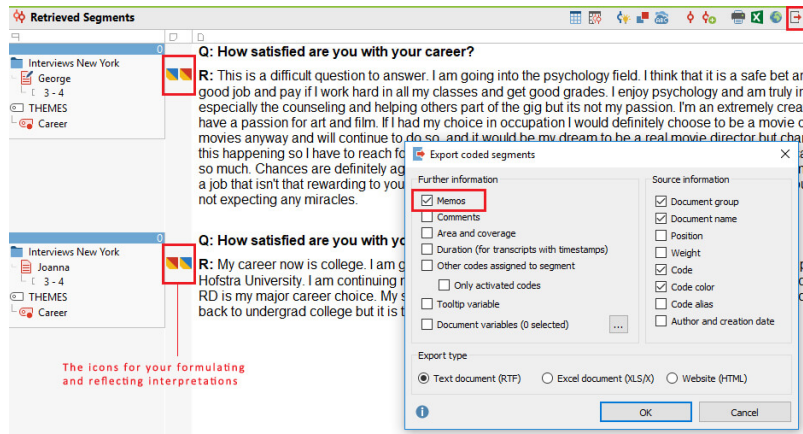 Retrieved Segments
0
Interviews New York
George
3 - 4
THEMES
Career
Q: How satisfied are you with your career?
R: This is a difficult question to answer. I am going into the psychology field. I think that it is a safe bet
good job and pay if I work hard in all my classes and get good grades. I enjoy psychology and am truly
especially the counseling and helping others part of the gig but its not my passion. I'm an extremely
have a passion for art and film. If I had my choice in occupation I would definitely choose to be a movie
movies anyway and will continue to do so, and it would be my dream to be a real movie director but
this happening so I have to reach
so much. Chances are definitely
a job that isn't that rewarding to you
not expecting any miracles.
0
Interviews New York
Joanna
3 - 4
THEMES
Career
Q: How satisfied are you with
R: My career now is college. I am
Hofstra University. I am continuing
RD is my major career choice. My
back to undergrad college but it is
The icons for your formulating
and reflecting interpretations
Export coded segments
Further information
Memos
Comments
Area and coverage
Duration (for transcripts with timestamps)
Other codes assigned to segment
Only activated codes
Tooltip variable
Document variables (0 selected)
...
Source information
Document group
Document name
Position
Weight
Code
Code color
Code alias
Author and creation date
Export type
Text document (RTF) Excel document (XLS/X) Website (HTML)
OK Cancel